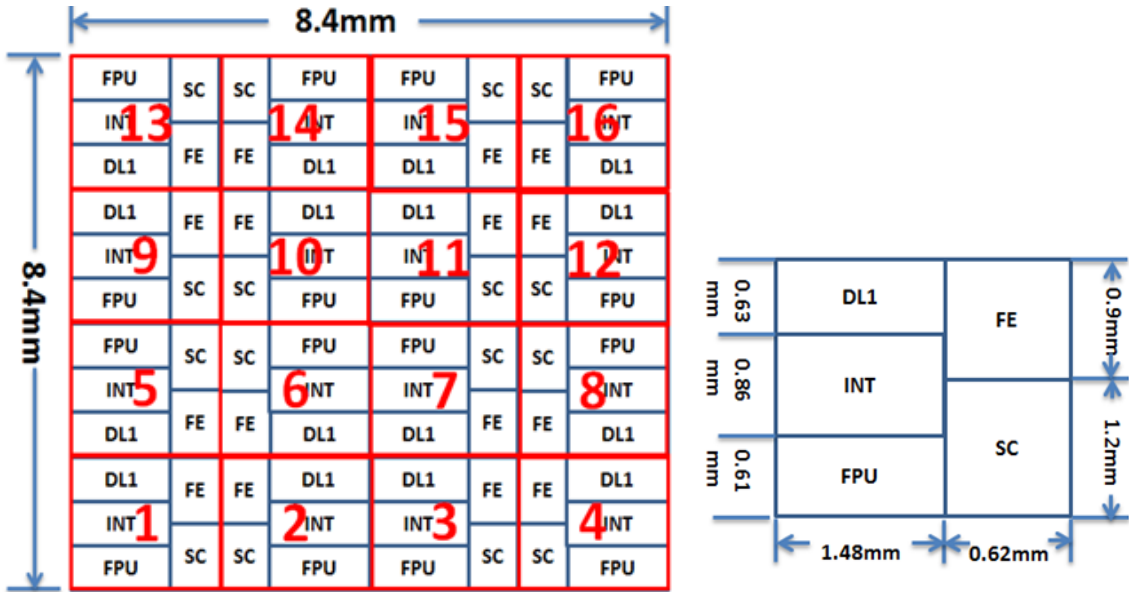 8.4mm
8.4mm
FPU SC SC FPU FPU SC SC FPU
INT 13 14 INT INT 15 16 INT
DL1 FE FE DL1 DL1 FE FE DL1
DL1 FE FE DL1 DL1 FE FE DL1
INT 9 10 INT INT 11 12 INT
FPU SC SC FPU FPU SC SC FPU
FPU SC SC FPU FPU SC SC FPU
INT 5 6 INT INT 7 8 INT
DL1 FE FE DL1 DL1 FE FE DL1
DL1 FE FE DL1 DL1 FE FE DL1
INT 1 2 INT INT 3 4 INT
FPU SC SC FPU FPU SC SC FPU
0.63
mm
0.86
mm
0.61
mm
DL1
INT
FPU
FE
SC
0.9mm
1.2mm
1.48mm
0.62mm